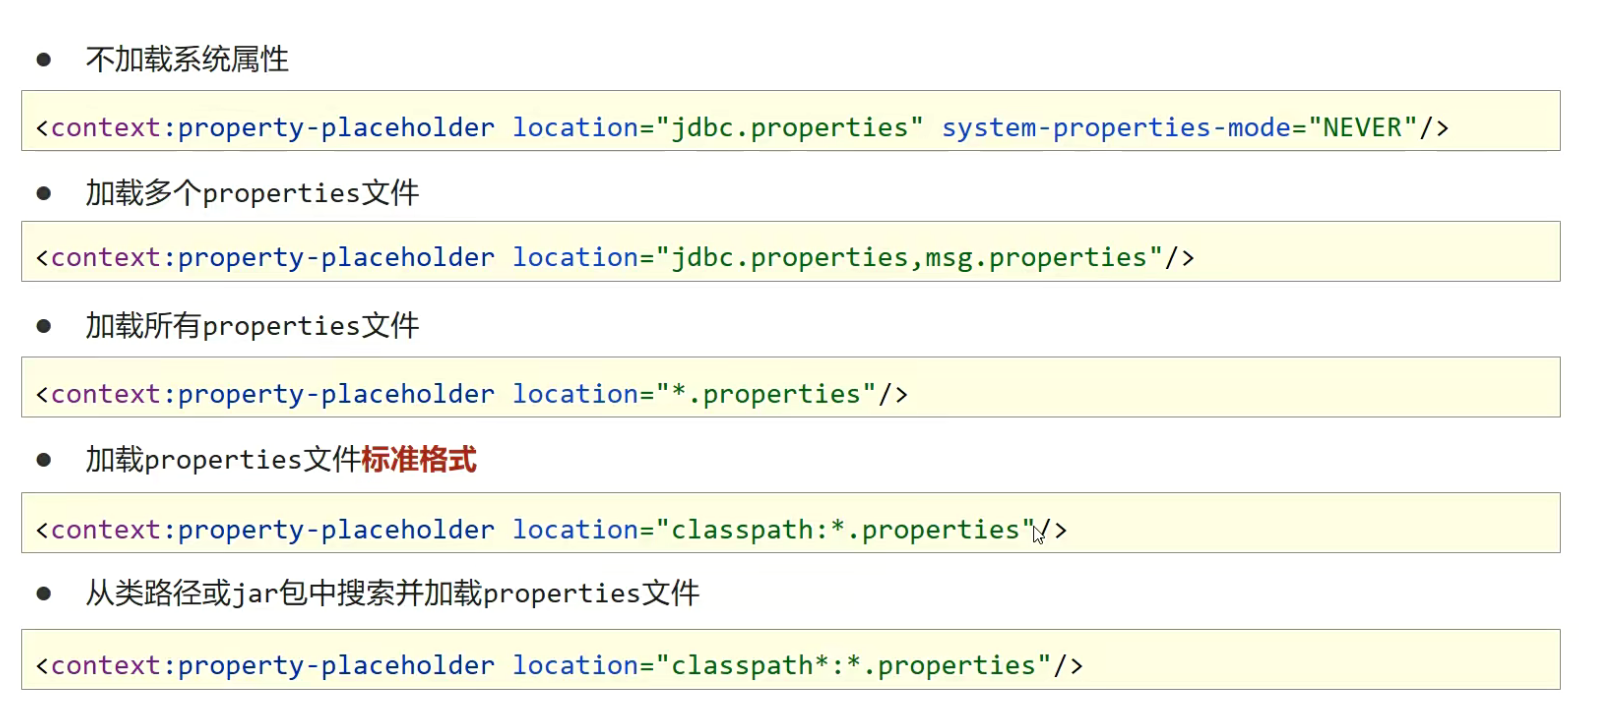 ● 不加载系统属性
<context:property-placeholder location="jdbc.properties" system-properties-mode="NEVER"/>
● 加载多个properties文件
<context:property-placeholder location="jdbc.properties,msg.properties"/>
● 加载所有properties文件
<context:property-placeholder location="*.properties"/>
● 加载properties文件标准格式
<context:property-placeholder location="classpath:*.properties"/>
● 从类路径或jar包中搜索并加载properties文件
<context:property-placeholder location="classpath*:*.properties"/>